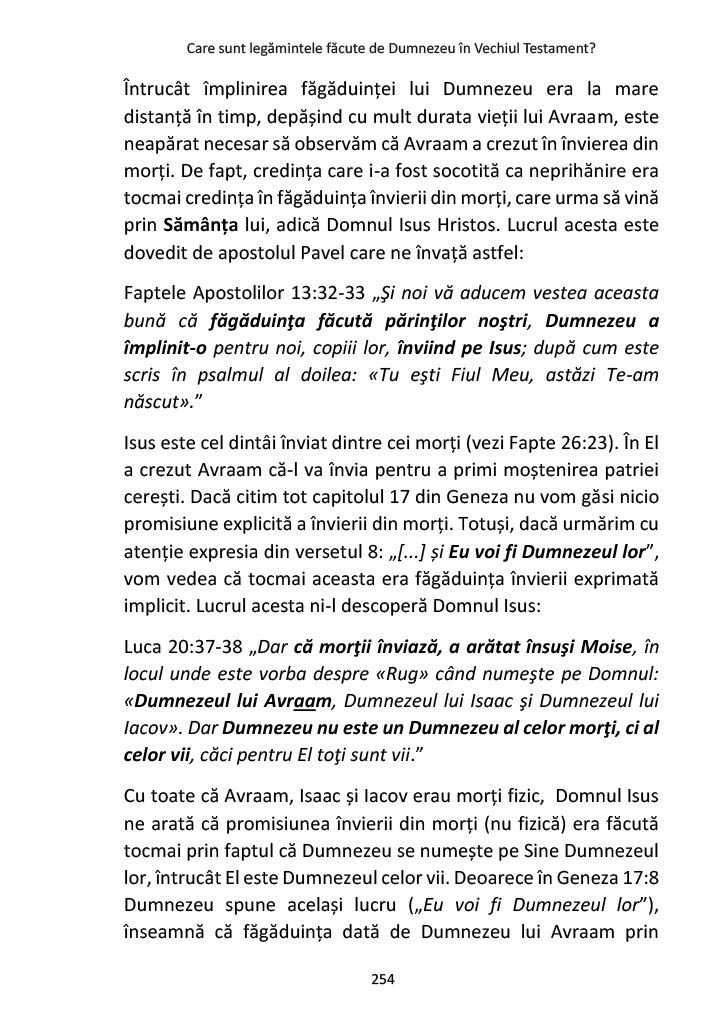 Care sunt legămintele făcute de Dumnezeu în Vechiul Testament?
Întrucât împlinirea făgăduinței lui Dumnezeu era la mare
distanță în timp, depășind cu mult durata vieții lui Avraam, este
neapărat necesar să observăm că Avraam a crezut în învierea din
morți. De fapt, credința care i-a fost socotită ca neprihănire era
tocmai credința în făgăduința învierii din morți, care urma să vină
prin Sămânța lui, adică Domnul Isus Hristos. Lucrul acesta este
dovedit de apostolul Pavel care ne învață astfel:
Faptele Apostolilor 13:32-33 „Şi noi vă aducem vestea aceasta
bună că făgăduinţa făcută părinţilor noştri, Dumnezeu a
împlinit-o pentru noi, copiii lor, înviind pe Isus; după cum este
scris în psalmul al doilea: «Tu eşti Fiul Meu, astăzi Te-am
născut».”
Isus este cel dintâi înviat dintre cei morți (vezi Fapte 26:23). În El
a crezut Avraam că-l va învia pentru a primi moștenirea patriei
cerești. Dacă citim tot capitolul 17 din Geneza nu vom găsi nicio
promisiune explicită a învierii din morți. Totuși, dacă urmărim cu
atenție expresia din versetul 8: „[...] și Eu voi fi Dumnezeul lor”,
vom vedea că tocmai aceasta era făgăduința învierii exprimată
implicit. Lucrul acesta ni-l descoperă Domnul Isus:
Luca 20:37-38 „Dar că morţii înviază, a arătat însuşi Moise, în
locul unde este vorba despre «Rug» când numeşte pe Domnul:
«Dumnezeul lui Avraam, Dumnezeul lui Isaac şi Dumnezeul lui
Iacov». Dar Dumnezeu nu este un Dumnezeu al celor morţi, ci al
celor vii, căci pentru El toţi sunt vii.”
Cu toate că Avraam, Isaac și Iacov erau morți fizic, Domnul Isus
ne arată că promisiunea învierii din morți (nu fizică) era făcută
tocmai prin faptul că Dumnezeu se numește pe Sine Dumnezeul
lor, întrucât El este Dumnezeul celor vii. Deoarece în Geneza 17:8
Dumnezeu spune același lucru („Eu voi fi Dumnezeul lor”),
înseamnă că făgăduința dată de Dumnezeu lui Avraam prin
254